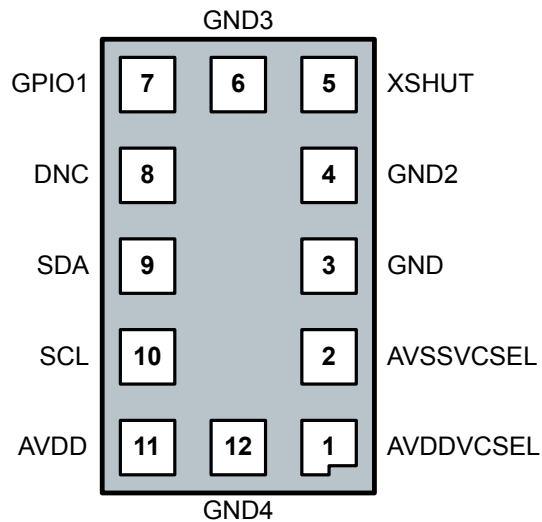 GND3
GPIO1 7 6 5 XSHUT
DNC 8 4 GND2
SDA 9 3 GND
SCL 10 2 AVSSVCSEL
AVDD 11 12 1 AVDDVCSEL
GND4